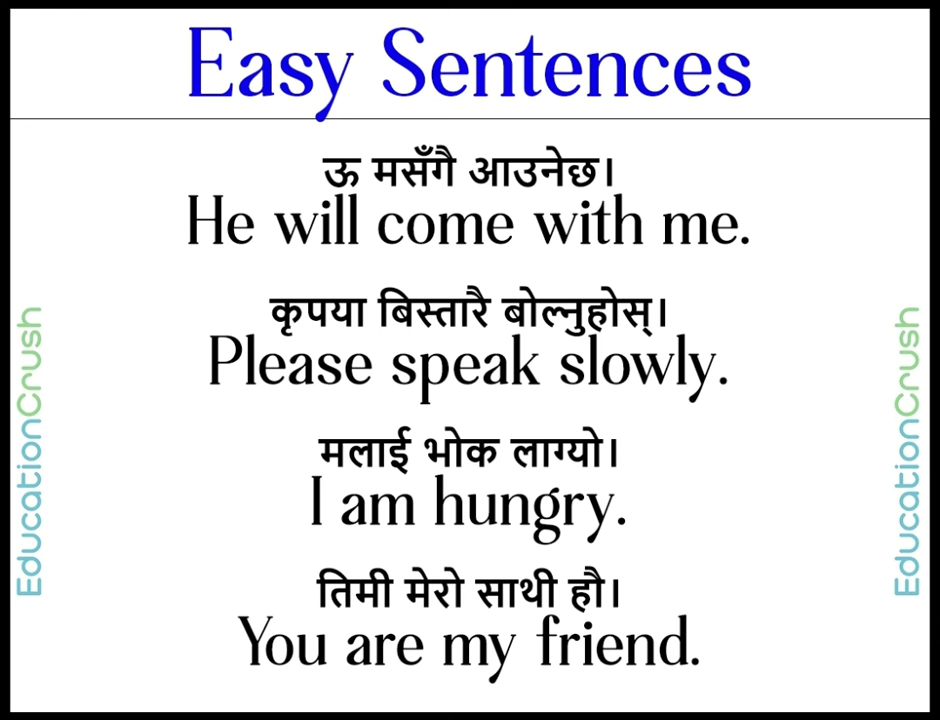 Easy Sentences
ऊ मसँगै आउनेछ।
He will come with me.
कृपया बिस्तारै बोल्नुहोस्।
Please speak slowly.
मलाई भोक लाग्यो।
I am hungry.
तिमी मेरो साथी हौ।
You are my friend.
EducationCrush
EducationCrush